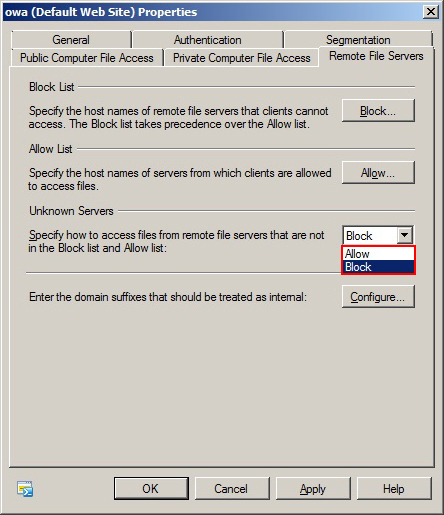 owa (Default Web Site) Properties
General
Authentication
Segmentation
Public Computer File Access
Private Computer File Access
Remote File Servers
Block List
Specify the host names of remote file servers that clients cannot
access. The Block list takes precedence over the Allow list.
Block...
Allow List
Specify the host names of servers from which clients are allowed
to access files.
Allow...
Unknown Servers
Specify how to access files from remote file servers that are not
in the Block list and Allow list:
Block
Allow
Block
Enter the domain suffixes that should be treated as internal:
Configure...
OK
Cancel
Apply
Help